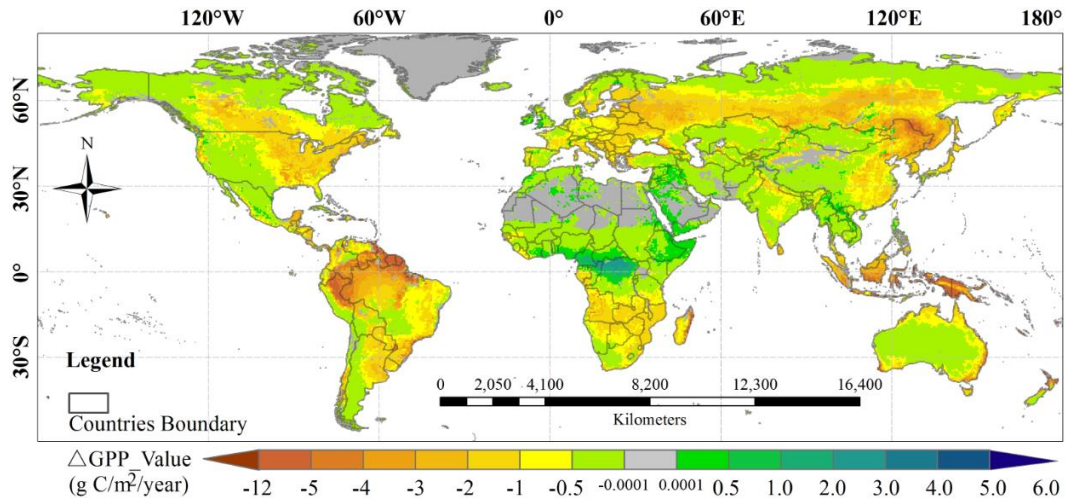 120°W 60°W 0° 60°E 120°E 180°
60°N
30°N
0°
30°S
N
Legend
Countries Boundary
0 2,050 4,100 8,200 12,300 16,400
Kilometers
△GPP_Value
(g C/m²/year)
-12 -5 -4 -3 -2 -1 -0.5 -0.0001 0.0001 0.5 1.0 2.0 3.0 4.0 5.0 6.0